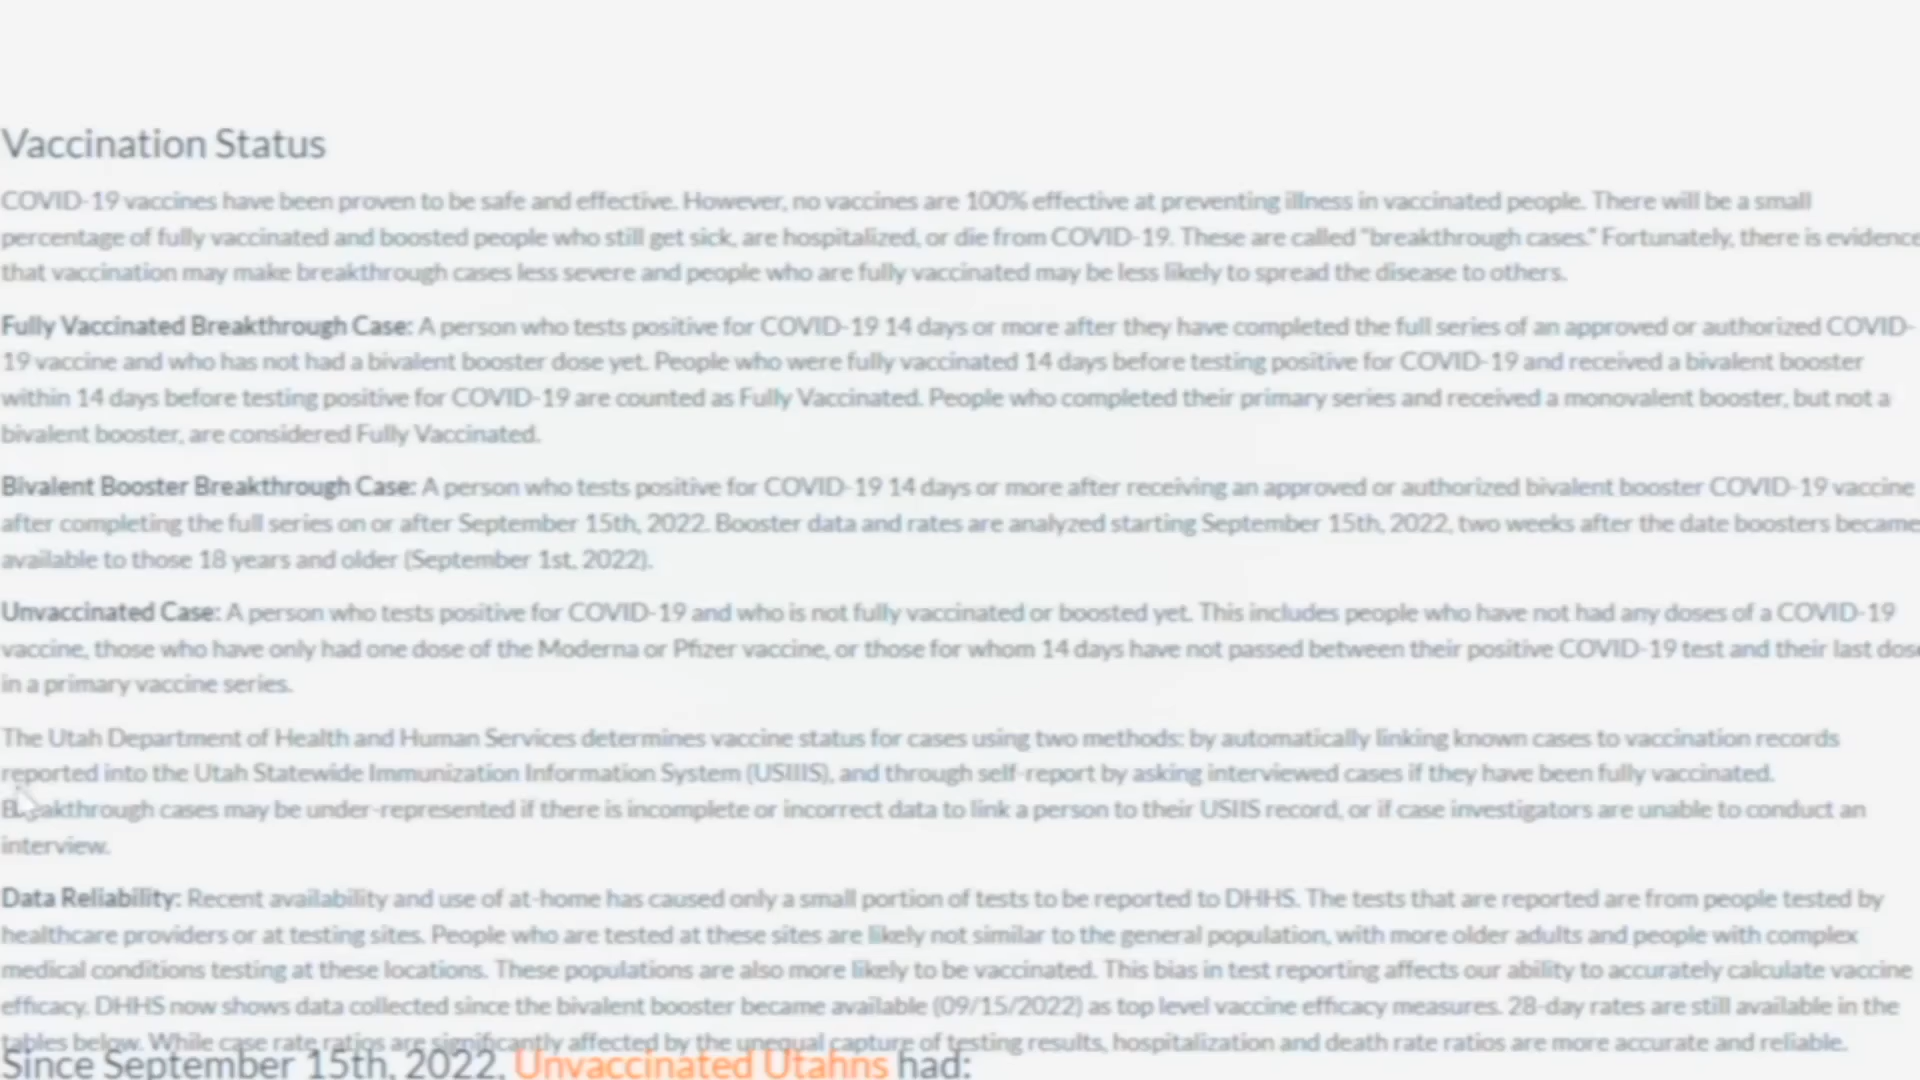 Vaccination Status
COVID-19 vaccines have been proven to be safe and effective. However, no vaccines are 100% effective at preventing illness in vaccinated people. There will be a small
percentage of fully vaccinated and boosted people who still get sick, are hospitalized, or die from COVID-19. These are called "breakthrough cases." Fortunately, there is evidence
that vaccination may make breakthrough cases less severe and people who are fully vaccinated may be less likely to spread the disease to others.
Fully Vaccinated Breakthrough Case: A person who tests positive for COVID-19 14 days or more after they have completed the full series of an approved or authorized COVID-
19 vaccine and who has not had a bivalent booster dose yet. People who were fully vaccinated 14 days before testing positive for COVID-19 and received a bivalent booster
within 14 days before testing positive for COVID-19 are counted as Fully Vaccinated. People who completed their primary series and received a monovalent booster, but not a
bivalent booster, are considered Fully Vaccinated.
Bivalent Booster Breakthrough Case: A person who tests positive for COVID-19 14 days or more after receiving an approved or authorized bivalent booster COVID-19 vaccine
after completing the full series on or after September 15th, 2022. Booster data and rates are analyzed starting September 15th, 2022, two weeks after the date boosters became
available to those 18 years and older (September 1st, 2022).
Unvaccinated Case: A person who tests positive for COVID-19 and who is not fully vaccinated or boosted yet. This includes people who have not had any doses of a COVID-19
vaccine, those who have only had one dose of the Moderna or Pfizer vaccine, or those for whom 14 days have not passed between their positive COVID-19 test and their last dose
in a primary vaccine series.
The Utah Department of Health and Human Services determines vaccine status for cases using two methods: by automatically linking known cases to vaccination records
reported into the Utah Statewide Immunization Information System (USIIS), and through self-report by asking interviewed cases if they have been fully vaccinated.
Breakthrough cases may be under-represented if there is incomplete or incorrect data to link a person to their USIIS record, or if case investigators are unable to conduct an
interview.
Data Reliability: Recent availability and use of at-home has caused only a small portion of tests to be reported to DHHS. The tests that are reported are from people tested by
healthcare providers or at testing sites. People who are tested at these sites are likely not similar to the general population, with more older adults and people with complex
medical conditions testing at these locations. These populations are also more likely to be vaccinated. This bias in test reporting affects our ability to accurately calculate vaccine
efficacy. DHHS now shows data collected since the bivalent booster became available (09/15/2022) as top level vaccine efficacy measures. 28-day rates are still available in the
tables below. While case rate ratios are significantly affected by the unequal capture of testing results, hospitalization and death rate ratios are more accurate and reliable.
Since September 15th, 2022, Unvaccinated Utahns had: